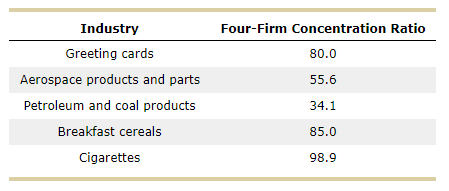 Industry Four-Firm Concentration Ratio
Greeting cards 80.0
Aerospace products and parts 55.6
Petroleum and coal products 34.1
Breakfast cereals 85.0
Cigarettes 98.9